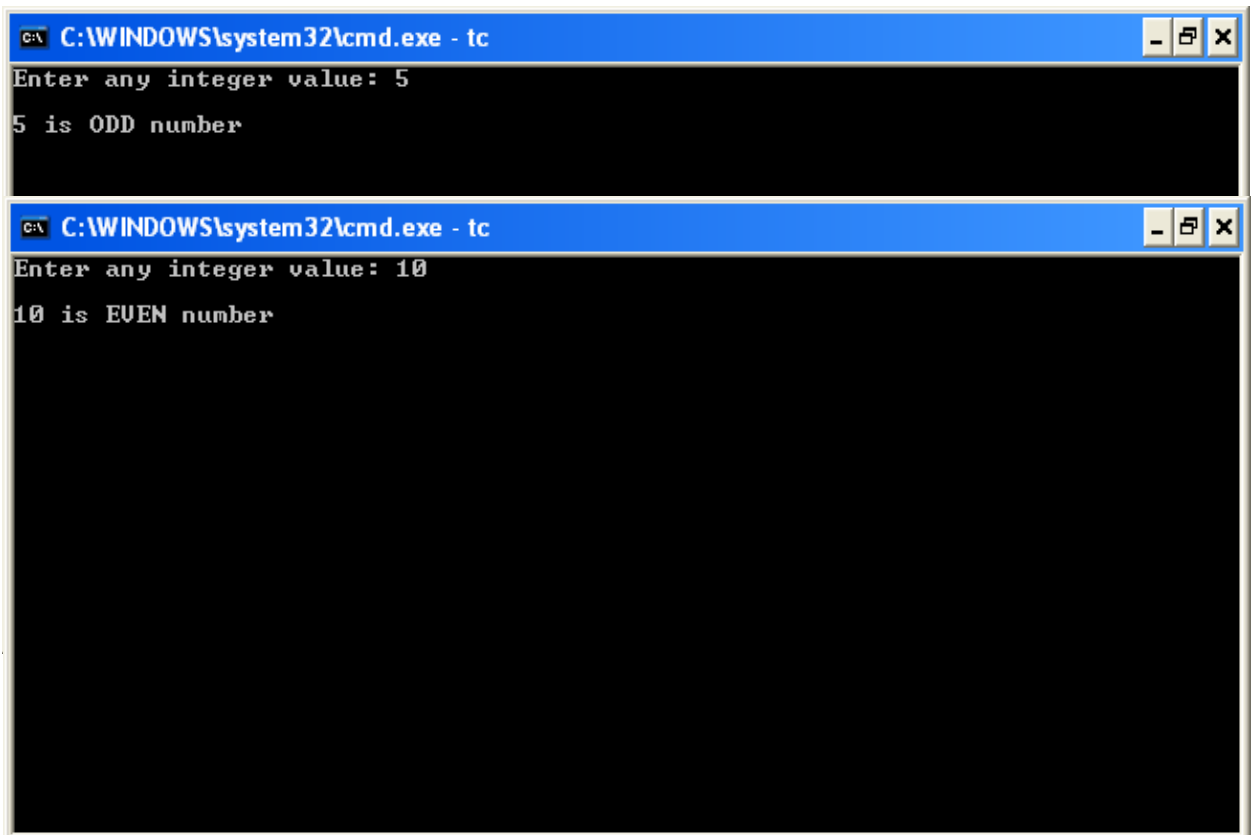 C:\WINDOWS\system32\cmd.exe - tc
Enter any integer value: 5
5 is ODD number
C:\WINDOWS\system32\cmd.exe - tc
Enter any integer value: 10
10 is EVEN number